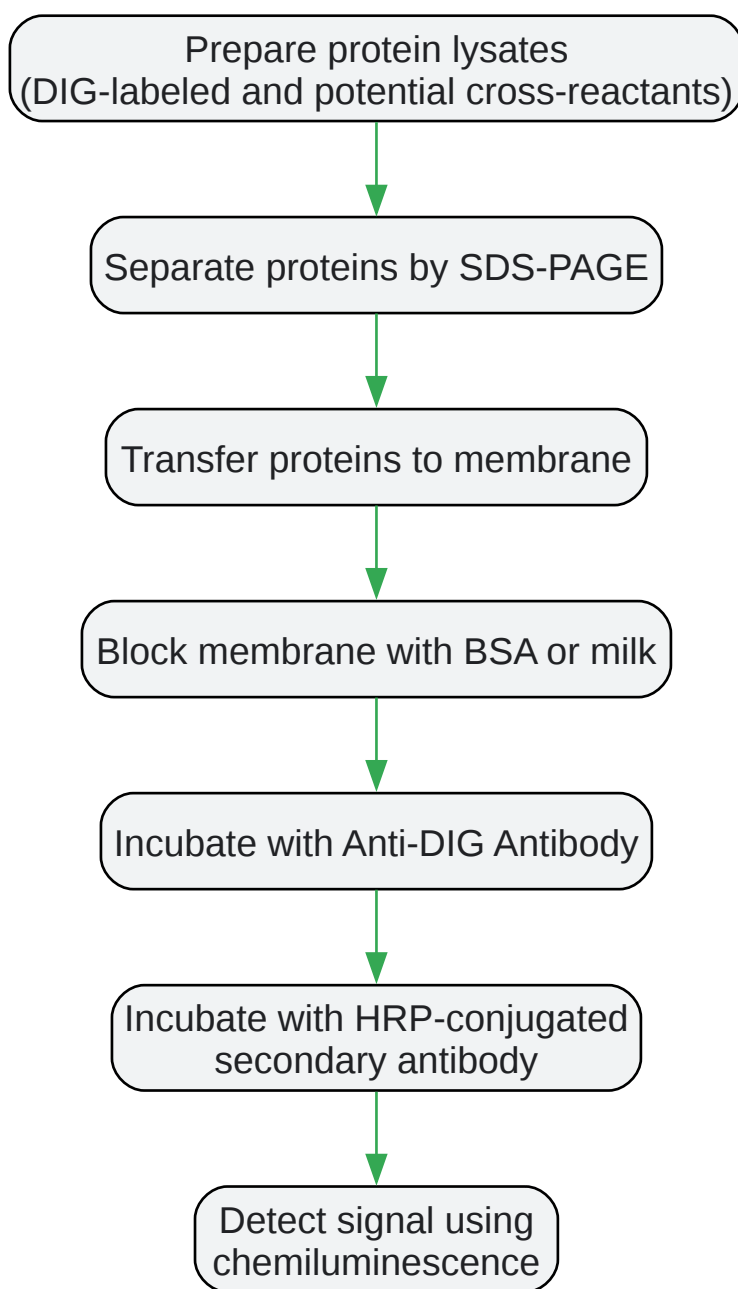 Prepare protein lysates
(DIG-labeled and potential cross-reactants)
Separate proteins by SDS-PAGE
Transfer proteins to membrane
Block membrane with BSA or milk
Incubate with Anti-DIG Antibody
Incubate with HRP-conjugated
secondary antibody
Detect signal using
chemiluminescence